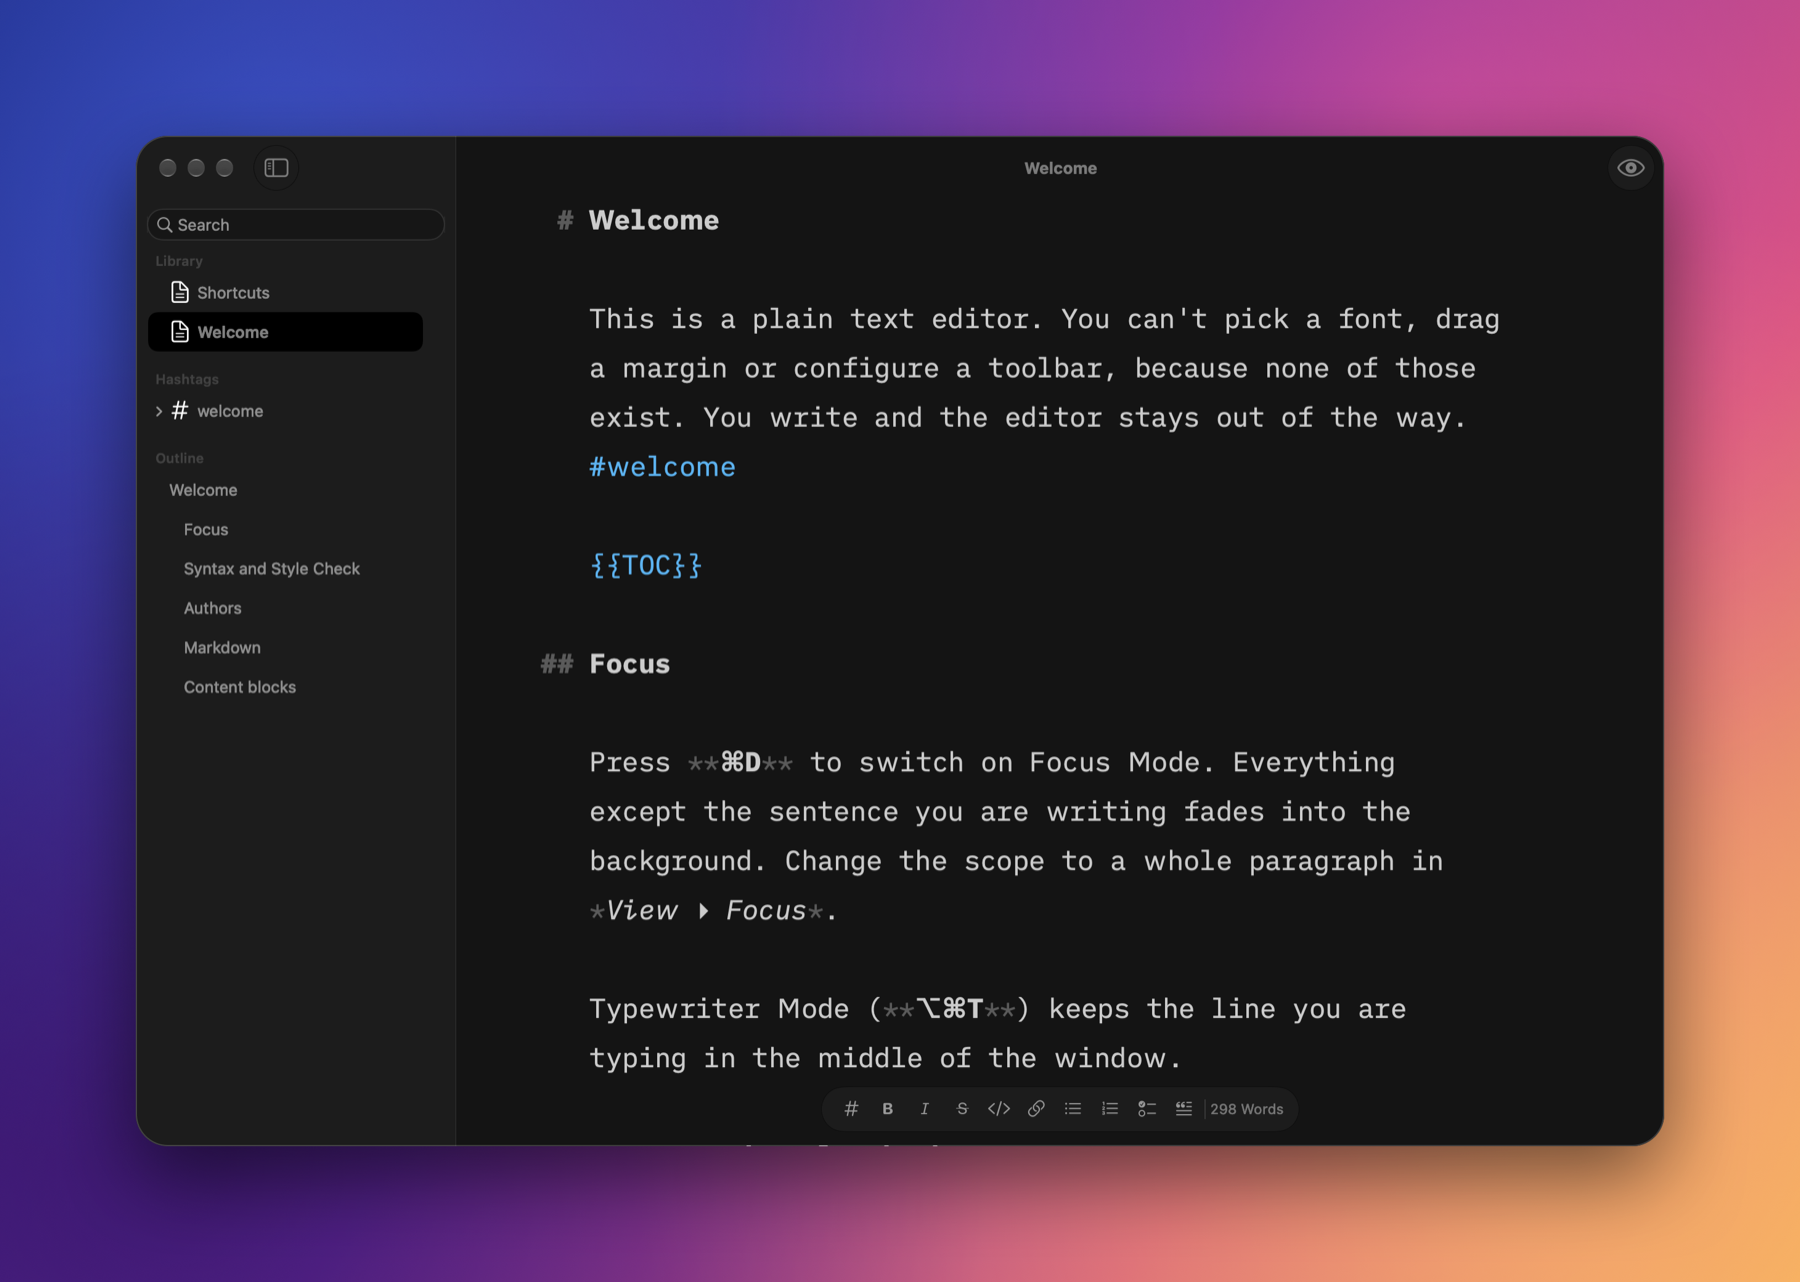 Welcome
Search
Library
Shortcuts
Welcome
Hashtags
# welcome
Outline
Welcome
Focus
Syntax and Style Check
Authors
Markdown
Content blocks
# Welcome
This is a plain text editor. You can't pick a font, drag
a margin or configure a toolbar, because none of those
exist. You write and the editor stays out of the way.
#welcome
{{TOC}}
## Focus
Press **⌘D** to switch on Focus Mode. Everything
except the sentence you are writing fades into the
background. Change the scope to a whole paragraph in
*View ▸ Focus*.
Typewriter Mode (**⌥⌘T**) keeps the line you are
typing in the middle of the window.
# B I S </> 298 Words